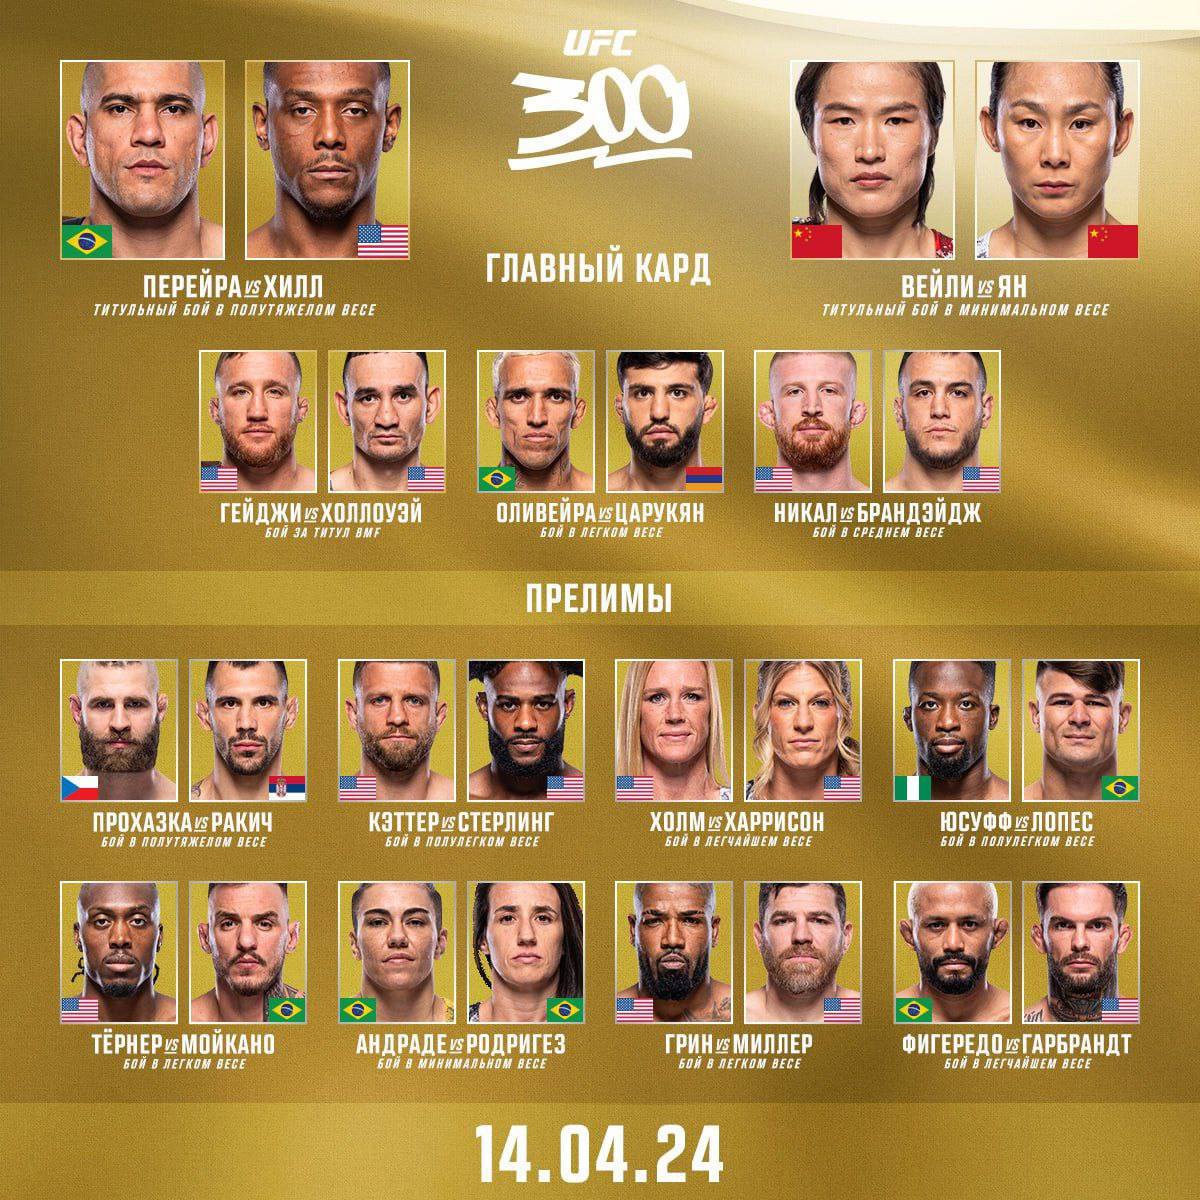 UFC
300
ПЕРЕЙРА VS ХИЛЛ
ТИТУЛЬНЫЙ БОЙ В ПОЛУТЯЖЕЛОМ ВЕСЕ
ГЛАВНЫЙ КАРД
ВЕЙЛИ VS ЯН
ТИТУЛЬНЫЙ БОЙ В МИНИМАЛЬНОМ ВЕСЕ
ГЕЙДЖИ VS ХОЛЛОУЭЙ
БОЙ ЗА ТИТУЛ BMF
ОЛИВЕЙРА VS ЦАРУКЯН
БОЙ В ЛЕГКОМ ВЕСЕ
НИКАЛ VS БРАНДЭЙДЖ
БОЙ В СРЕДНЕМ ВЕСЕ
ПРЕЛИМЫ
ПРОХАЗКА VS РАКИЧ
БОЙ В ПОЛУТЯЖЕЛОМ ВЕСЕ
КЭТТЕР VS СТЕРЛИНГ
БОЙ В ПОЛУЛЕГКОМ ВЕСЕ
ХОЛМ VS ХАРРИСОН
БОЙ В ЛЕГЧАЙШЕМ ВЕСЕ
ЮСУФФ VS ЛОПЕС
БОЙ В ПОЛУЛЕГКОМ ВЕСЕ
ТЁРНЕР VS МОЙКАНО
БОЙ В ЛЕГКОМ ВЕСЕ
АНДРАДЕ VS РОДРИГЕЗ
БОЙ В МИНИМАЛЬНОМ ВЕСЕ
ГРИН VS МИЛЛЕР
БОЙ В ЛЕГКОМ ВЕСЕ
ФИГЕРЕДО VS ГАРБРАНДТ
БОЙ В ЛЕГЧАЙШЕМ ВЕСЕ
14.04.24